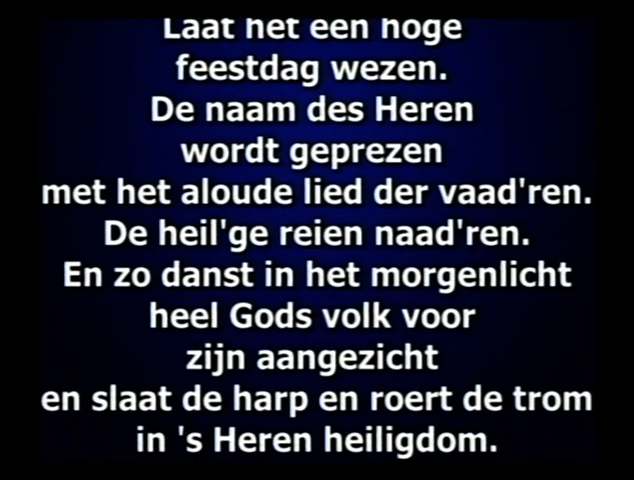 Laat het een hoge
feestdag wezen.
De naam des Heren
wordt geprezen
met het aloude lied der vaad'ren.
De heil'ge reien naad'ren.
En zo danst in het morgenlicht
heel Gods volk voor
zijn aangezicht
en slaat de harp en roert de trom
in 's Heren heiligdom.